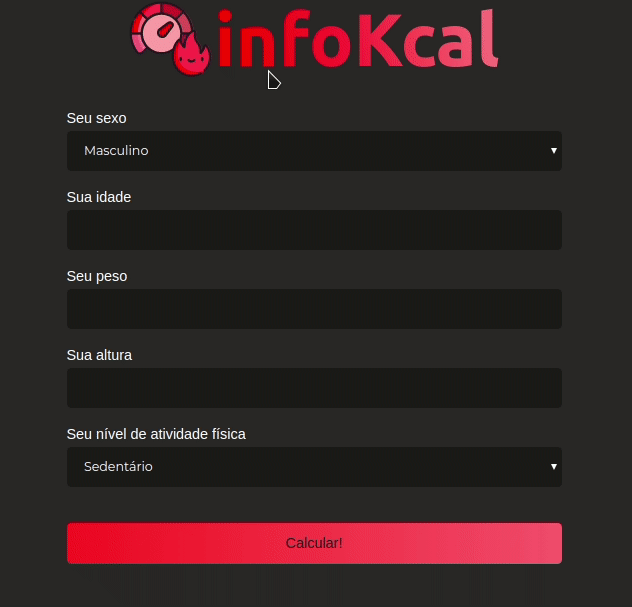 infoKcal
Seu sexo
Masculino
Sua idade
Seu peso
Sua altura
Seu nível de atividade física
Sedentário
Calcular!